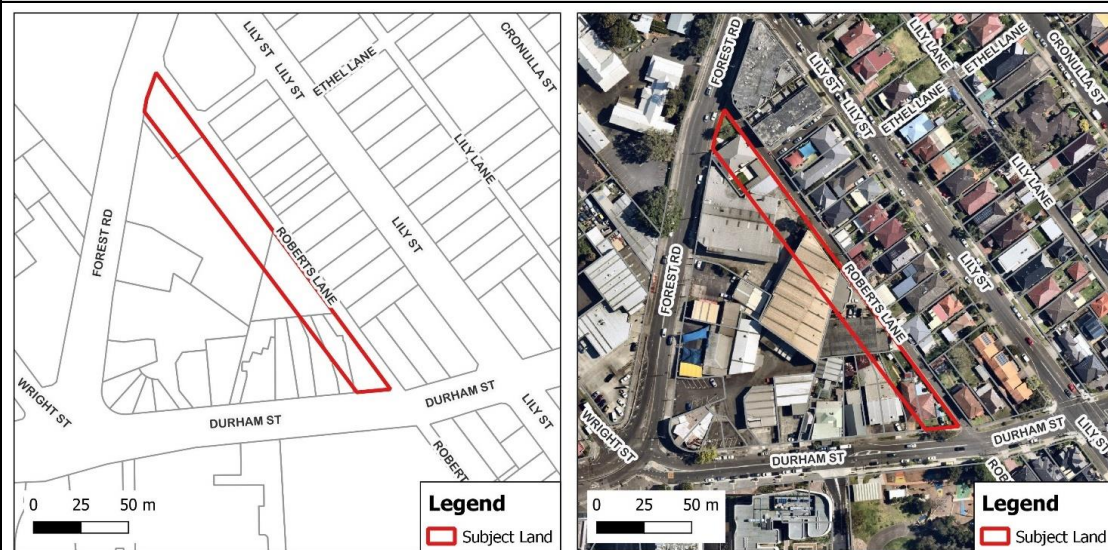 LILY ST
LILY ST
ETHEL LANE
CRONULLA ST
LILY LANE
LILY ST
FOREST RD
ROBERTS LANE
WRIGHT ST
DURHAM ST
DURHAM ST
LILY ST
ROBERT
0 25 50 m
Legend
Subject Land
FOREST RD
LILY ST
LILY ST
LILY LANE
ETHEL LANE
ETHEL LANE
CRONULLA ST
LILY LANE
FOREST RD
ROBERTS LANE
LILY ST
WRIGHT ST
DURHAM ST
DURHAM ST
LILY ST
ROB
0 25 50 m
Legend
Subject Land